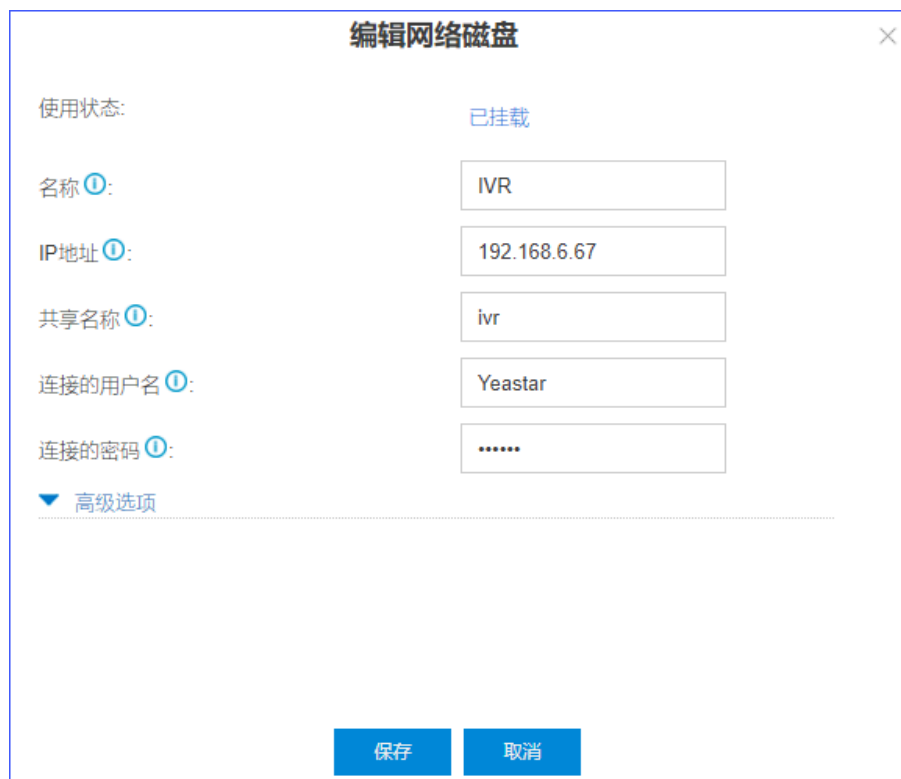 编辑网络磁盘
使用状态: 已挂载
名称: IVR
IP地址: 192.168.6.67
共享名称: ivr
连接的用户名: Yeastar
连接的密码: ••••••
高级选项
保存 取消